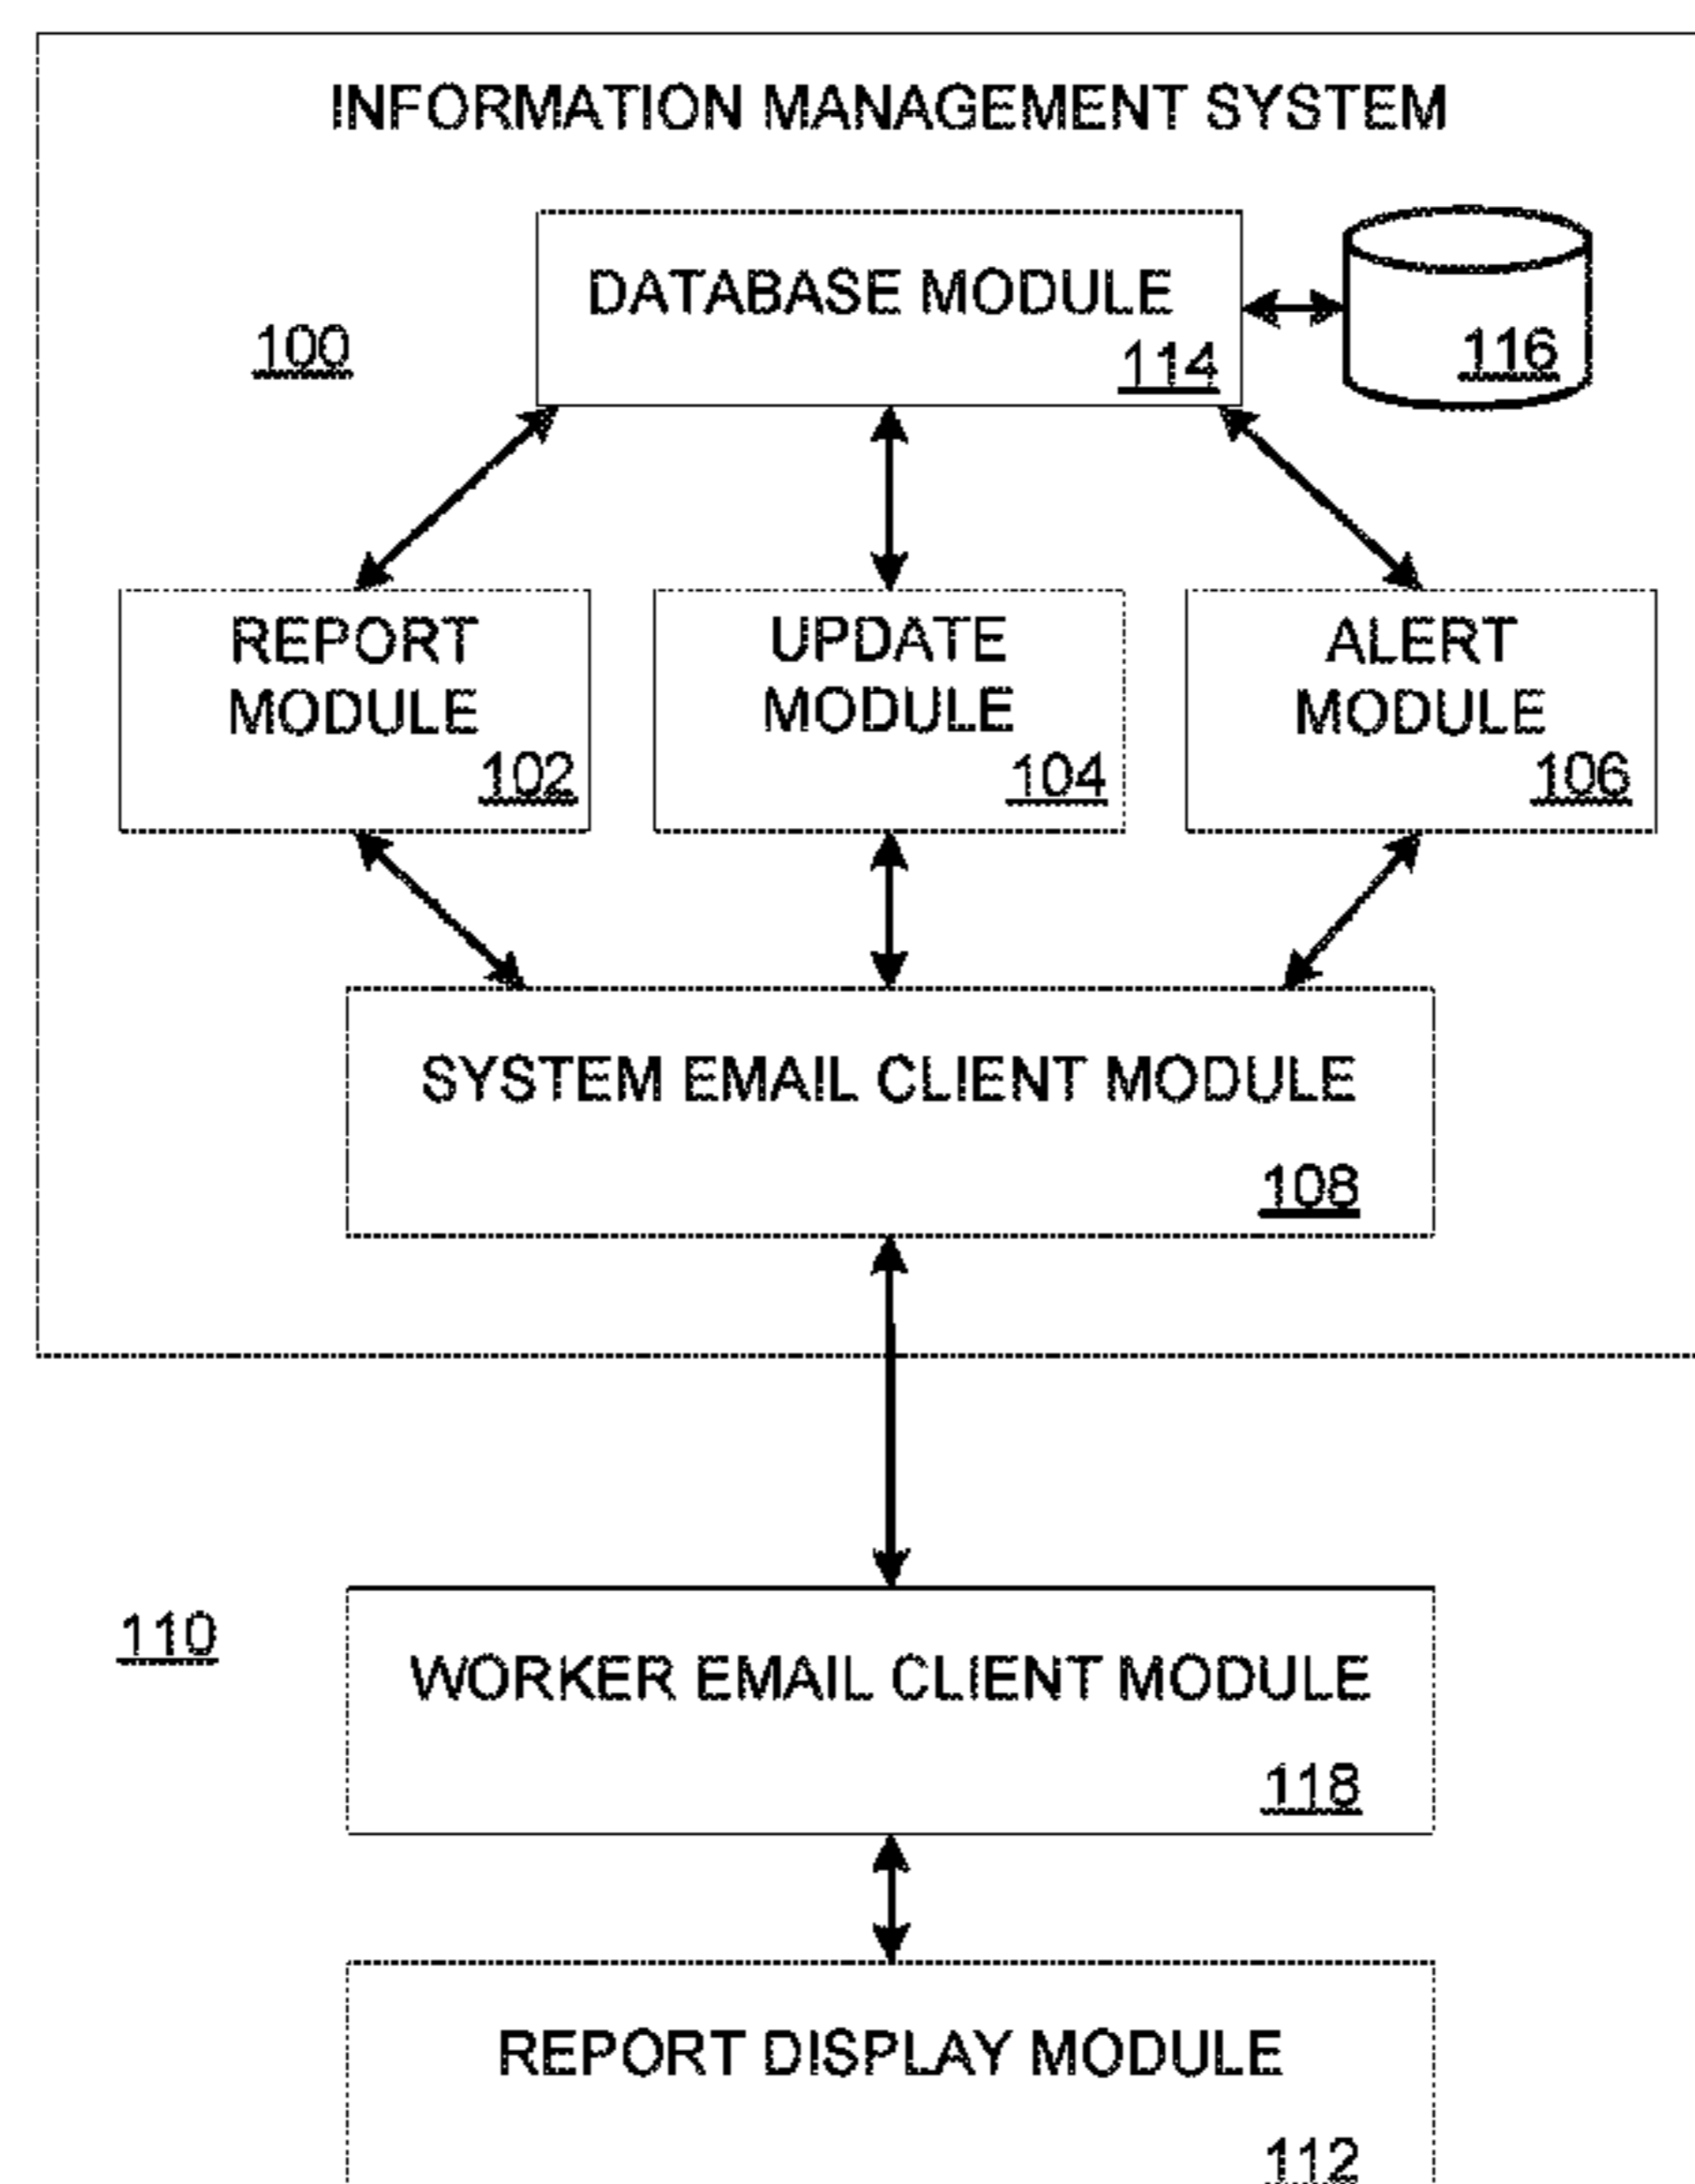 INFORMATION MANAGEMENT SYSTEM
DATABASE MODULE
114
116
100
REPORT
MODULE
102
UPDATE
MODULE
104
ALERT
MODULE
106
SYSTEM EMAIL CLIENT MODULE
108
110
WORKER EMAIL CLIENT MODULE
118
REPORT DISPLAY MODULE
112